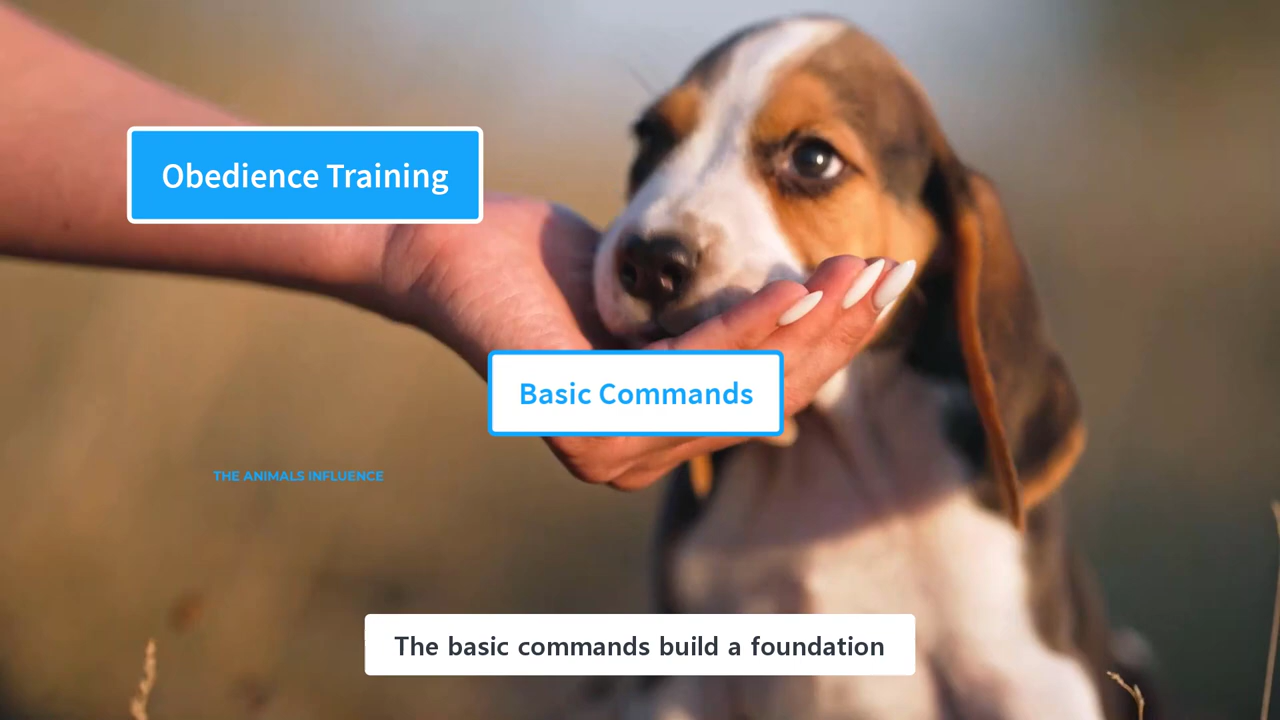 Obedience Training
Basic Commands
THE ANIMALS INFLUENCE
The basic commands build a foundation